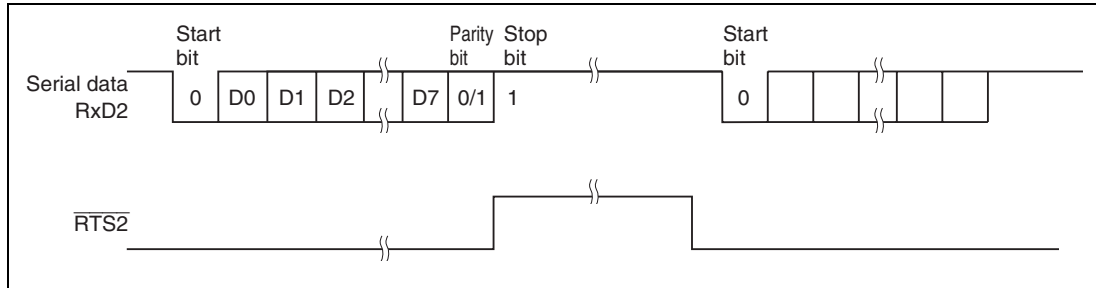 Start bit
Parity bit
Stop bit
Start bit
Serial data RxD2
0 D0 D1 D2 D7 0/1 1 0
RTS2